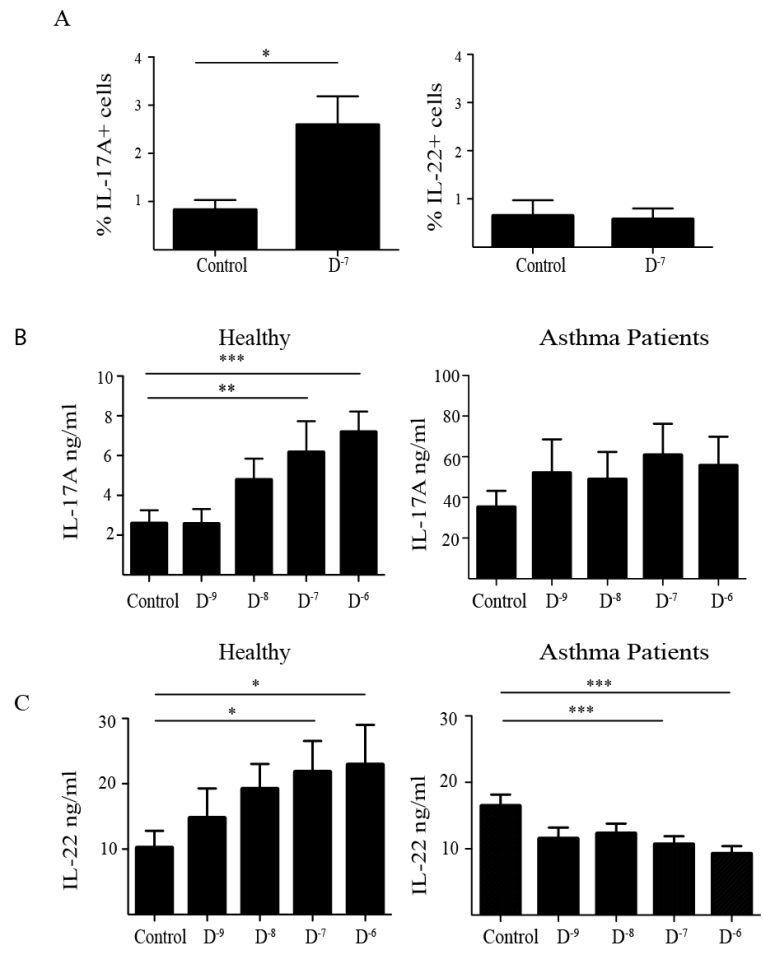 A
% IL-17A+ cells
4
3
2
1
*
Control
D⁻⁷
% IL-22+ cells
4
3
2
1
Control
D⁻⁷
B
Healthy
***
**
IL-17A ng/ml
10
8
6
4
2
Control D⁻⁹ D⁻⁸ D⁻⁷ D⁻⁶
Asthma Patients
IL-17A ng/ml
100
80
60
40
20
Control D⁻⁹ D⁻⁸ D⁻⁷ D⁻⁶
C
Healthy
*
*
IL-22 ng/ml
30
20
10
Control D⁻⁹ D⁻⁸ D⁻⁷ D⁻⁶
Asthma Patients
***
***
IL-22 ng/ml
30
20
10
Control D⁻⁹ D⁻⁸ D⁻⁷ D⁻⁶